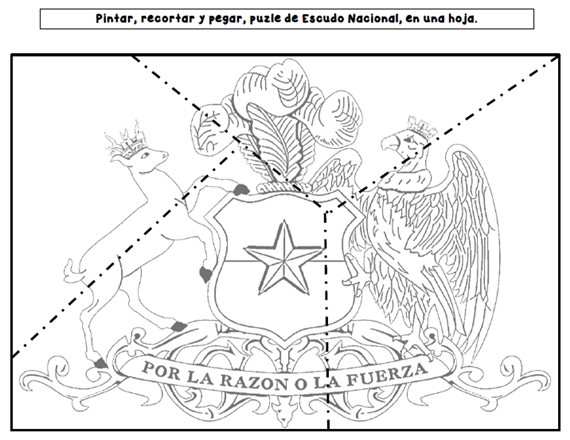 Pintar, recortar y pegar, puzle de Escudo Nacional, en una hoja.
POR LA RAZON O LA FUERZA